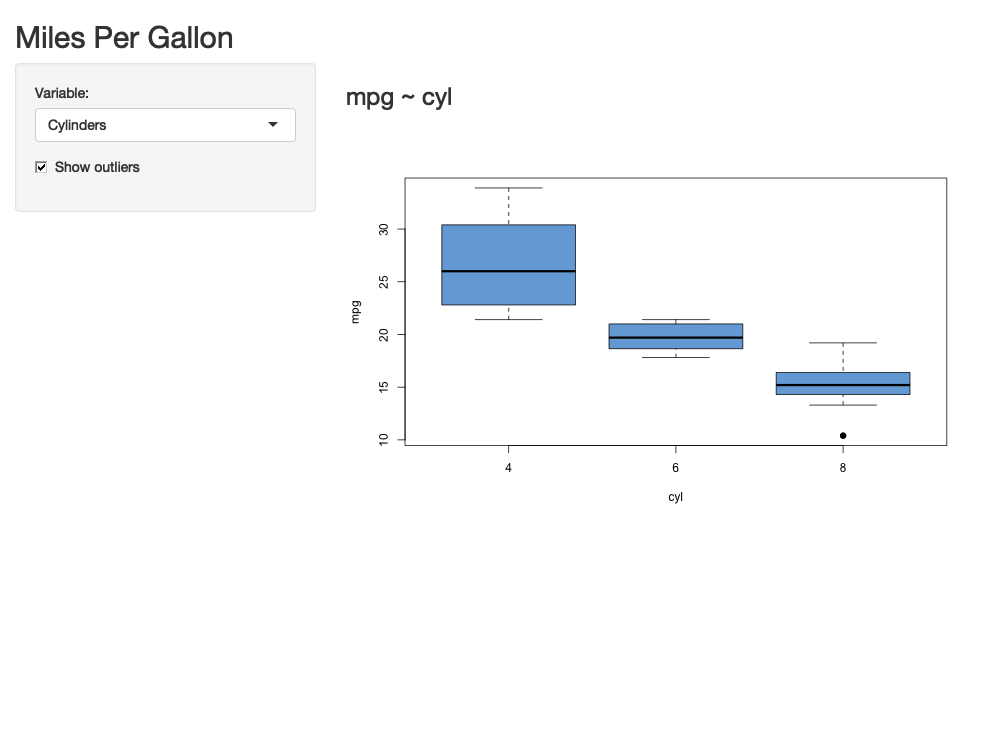 Miles Per Gallon
Variable:
Cylinders
Show outliers
mpg ~ cyl
mpg
30
25
20
15
10
4 6 8
cyl